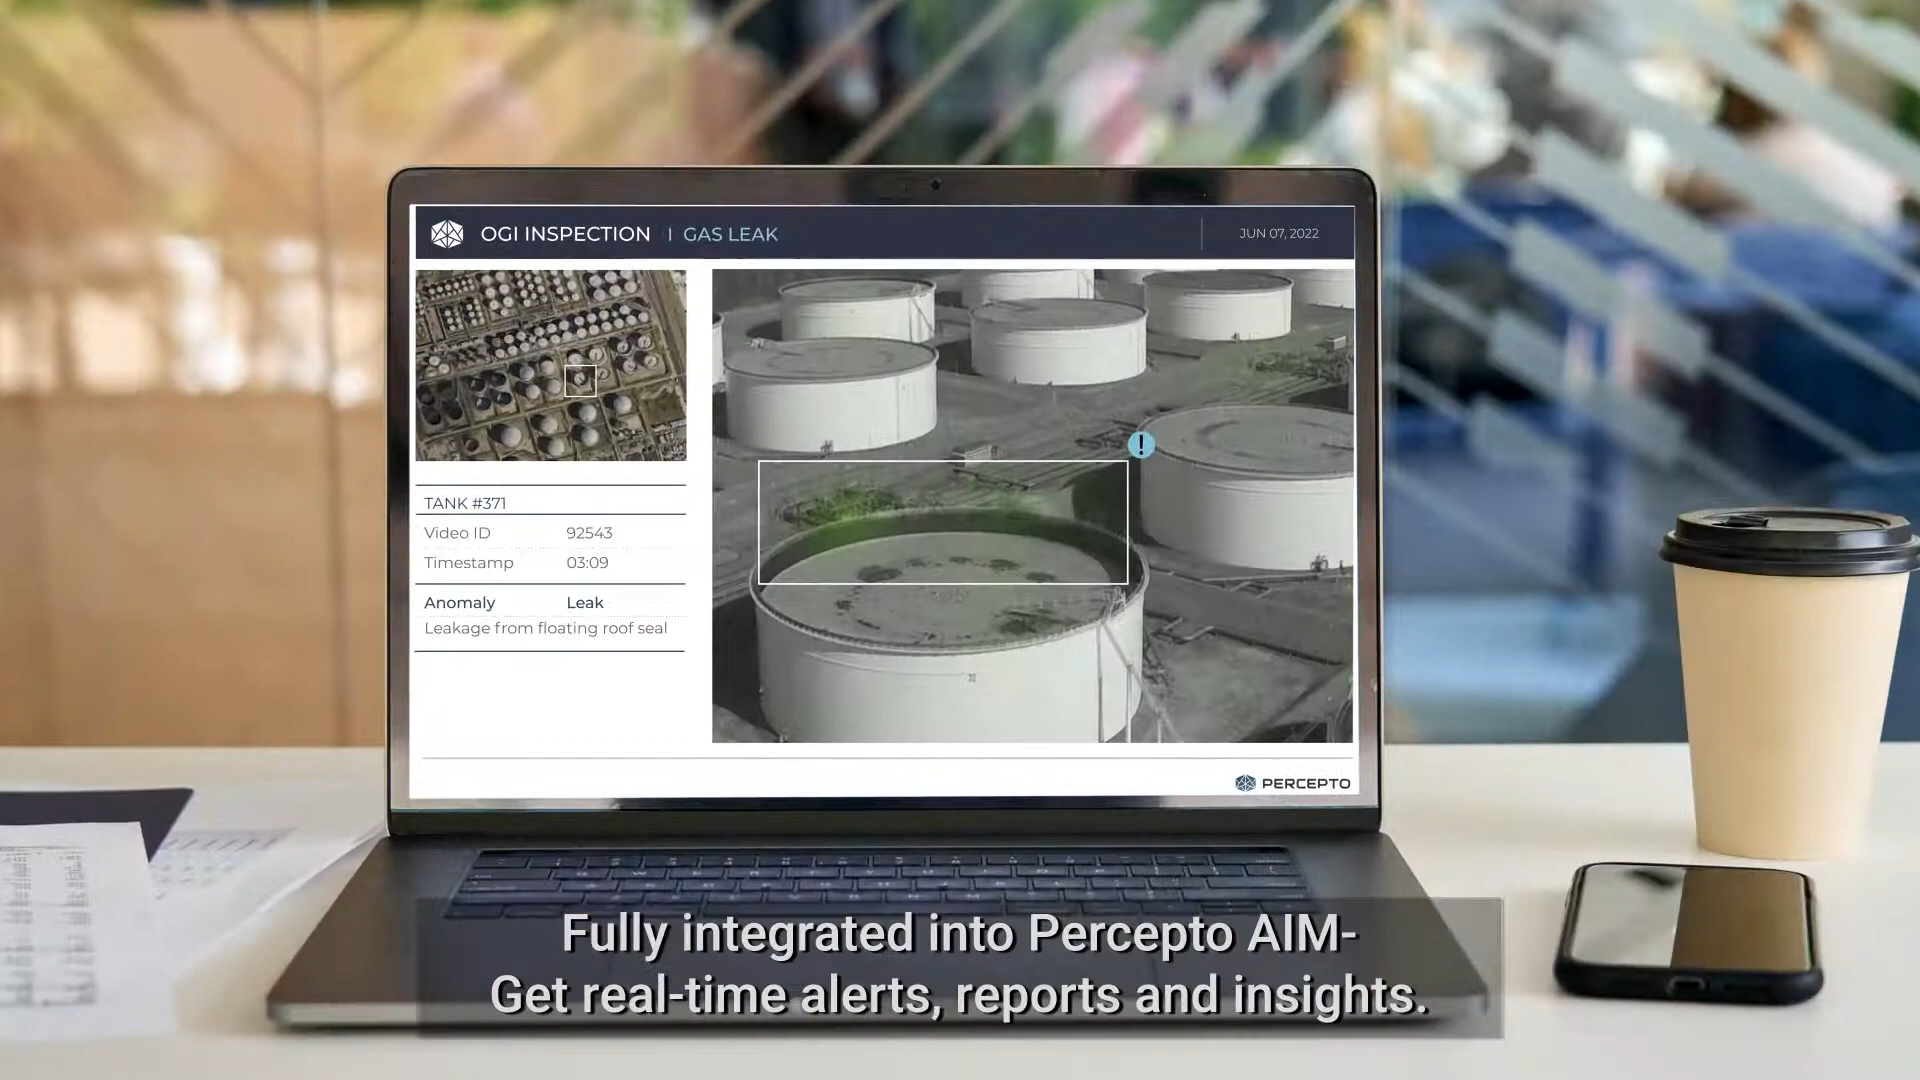 OGI INSPECTION | GAS LEAK
JUN 07, 2022
TANK #371
Video ID 92543
Timestamp 03:09
Anomaly Leak
Leakage from floating roof seal
PERCEPTO
Fully integrated into Percepto AIM-
Get real-time alerts, reports and insights.